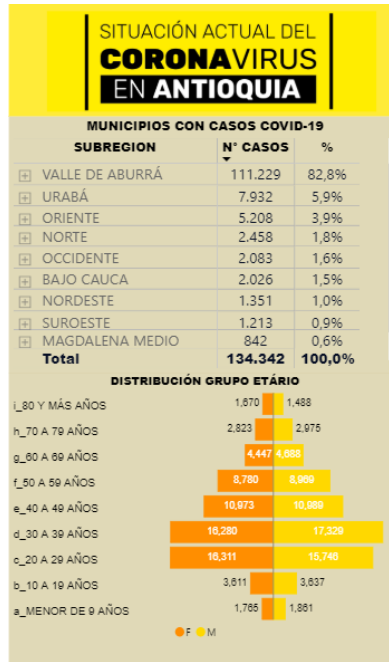 SITUACIÓN ACTUAL DEL
CORONAVIRUS
EN ANTIOQUIA
MUNICIPIOS CON CASOS COVID-19
SUBREGION N° CASOS %
VALLE DE ABURRÁ 111.229 82,8%
URABÁ 7.932 5,9%
ORIENTE 5.208 3,9%
NORTE 2.458 1,8%
OCCIDENTE 2.083 1,6%
BAJO CAUCA 2.026 1,5%
NORDESTE 1.351 1,0%
SUROESTE 1.213 0,9%
MAGDALENA MEDIO 842 0,6%
Total 134.342 100,0%
DISTRIBUCIÓN GRUPO ETÁRIO
i_80 Y MÁS AÑOS 1,670 1,488
h_70 A 79 AÑOS 2,823 2,975
g_60 A 69 AÑOS 4,447 4,688
f_50 A 59 AÑOS 8,780 8,969
e_40 A 49 AÑOS 10,973 10,989
d_30 A 39 AÑOS 16,280 17,329
c_20 A 29 AÑOS 16,311 15,746
b_10 A 19 AÑOS 3,611 3,637
a_MENOR DE 9 AÑOS 1,765 1,861
F M